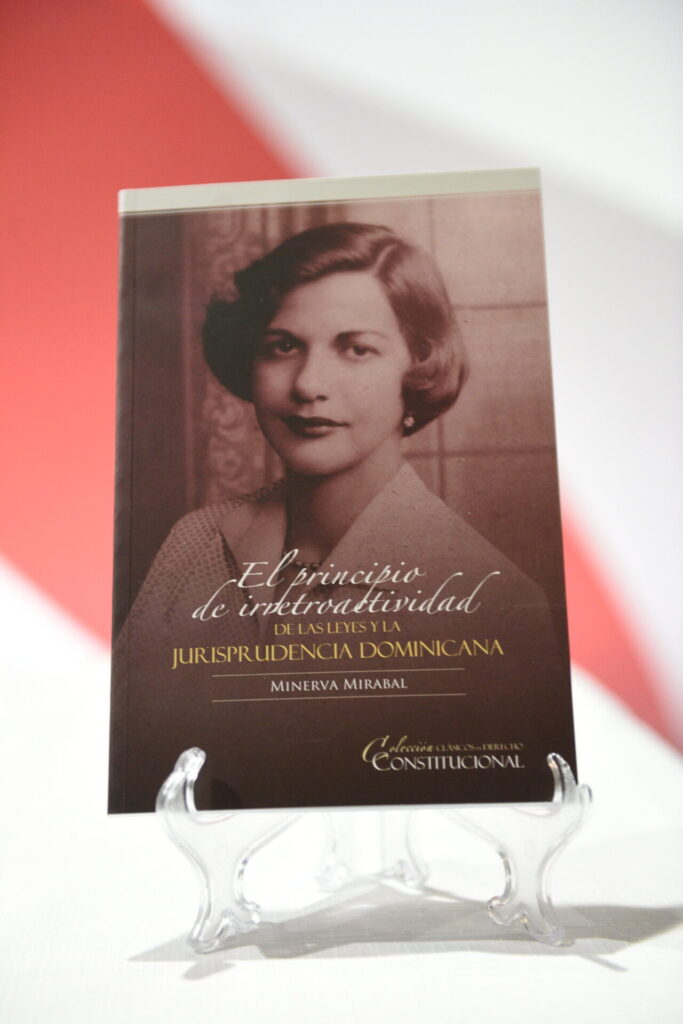 El principio
de irretroactividad
DE LAS LEYES Y LA
JURISPRUDENCIA DOMINICANA
MINERVA MIRABAL
Colección CLÁSICOS DE DERECHO
CONSTITUCIONAL